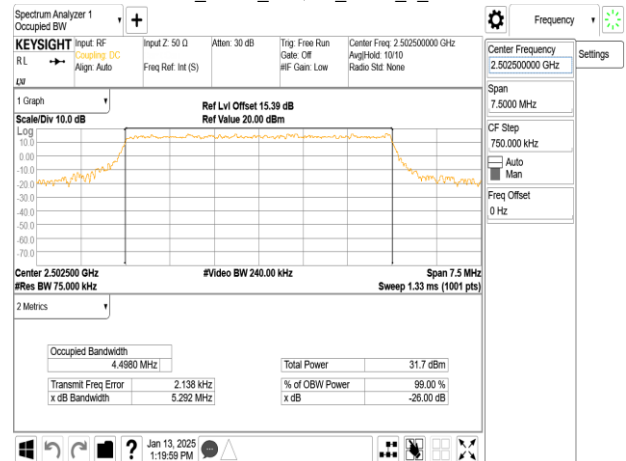 Spectrum Analyzer 1
Occupied BW
+
Frequency
KEYSIGHT
Input: RF
Coupling: DC
Align: Auto
Input Z: 50 Ω
Freq Ref: Int (S)
Atten: 30 dB
Trig: Free Run
Gate: Off
#IF Gain: Low
Center Freq: 2.502500000 GHz
Avg|Hold: 10/10
Radio Std: None
RL
LXI
Center Frequency
2.502500000 GHz
Settings
Span
7.5000 MHz
CF Step
750.000 kHz
Auto
Man
Freq Offset
0 Hz
1 Graph
Ref Lvl Offset 15.39 dB
Scale/Div 10.0 dB
Ref Value 20.00 dBm
Log
10.0
0.00
-10.0
-20.0
-30.0
-40.0
-50.0
-60.0
-70.0
Center 2.502500 GHz
#Video BW 240.00 kHz
Span 7.5 MHz
#Res BW 75.000 kHz
Sweep 1.33 ms (1001 pts)
2 Metrics
Occupied Bandwidth
4.4980 MHz
Total Power 31.7 dBm
Transmit Freq Error 2.138 kHz
% of OBW Power 99.00 %
x dB Bandwidth 5.292 MHz
x dB -26.00 dB
?
Jan 13, 2025
1:19:59 PM